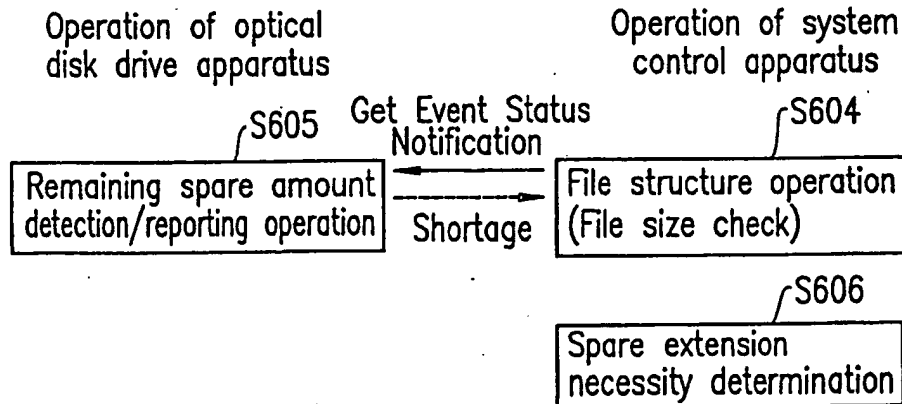 Operation of optical
disk drive apparatus
Operation of system
control apparatus
S605
Get Event Status
Notification
S604
Remaining spare amount
detection/reporting operation
Shortage
File structure operation
(File size check)
S606
Spare extension
necessity determination